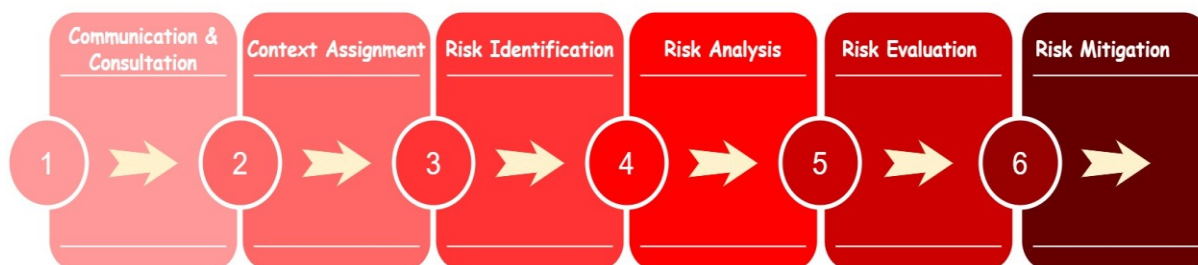 Communication &
Consultation
Context Assignment
Risk Identification
Risk Analysis
Risk Evaluation
Risk Mitigation
1
2
3
4
5
6